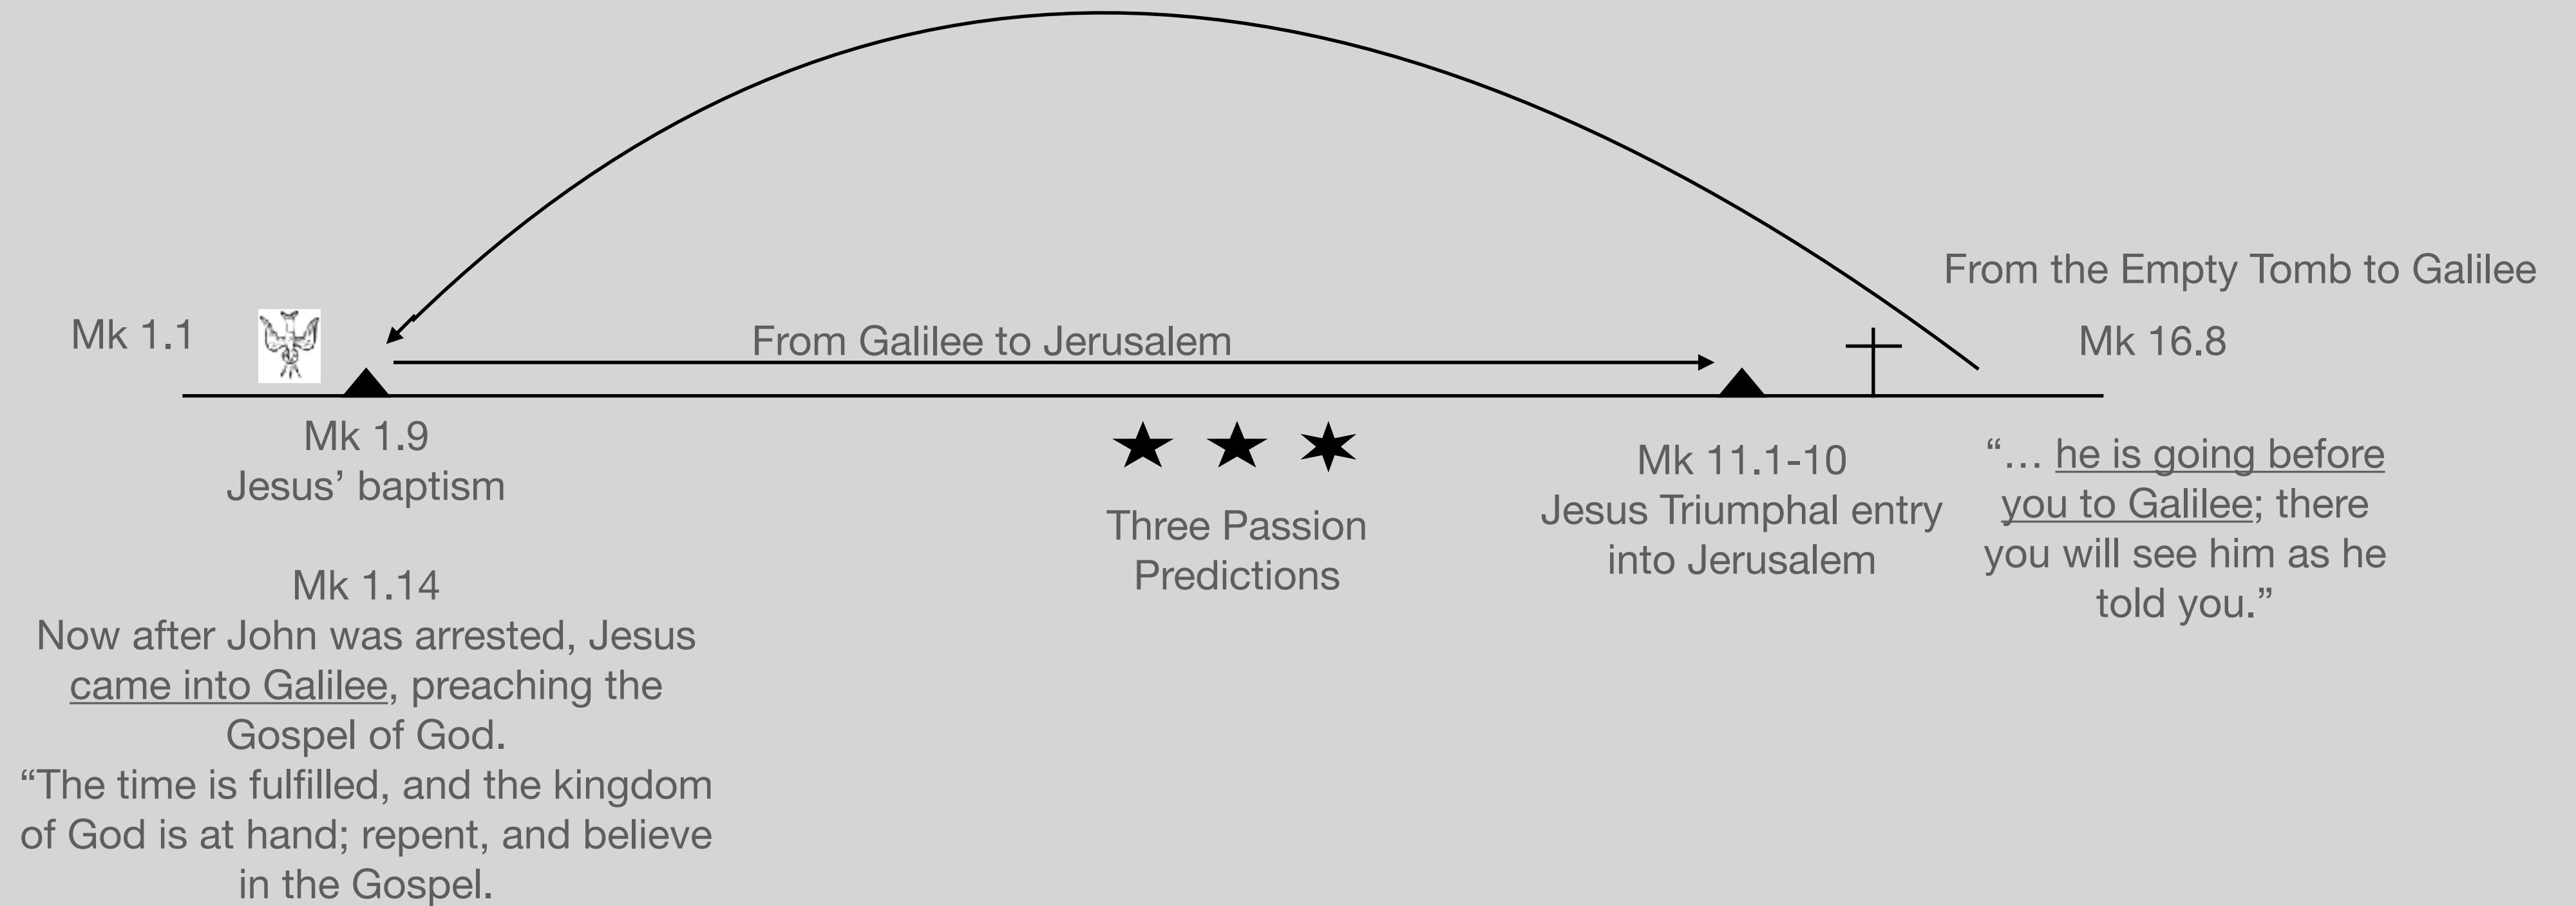 From the Empty Tomb to Galilee
Mk 1.1
From Galilee to Jerusalem
Mk 16.8
Mk 1.9
Jesus’ baptism
Mk 1.14
Now after John was arrested, Jesus
came into Galilee, preaching the
Gospel of God.
“The time is fulfilled, and the kingdom
of God is at hand; repent, and believe
in the Gospel.
Three Passion
Predictions
Mk 11.1-10
Jesus Triumphal entry
into Jerusalem
“… he is going before
you to Galilee; there
you will see him as he
told you.”